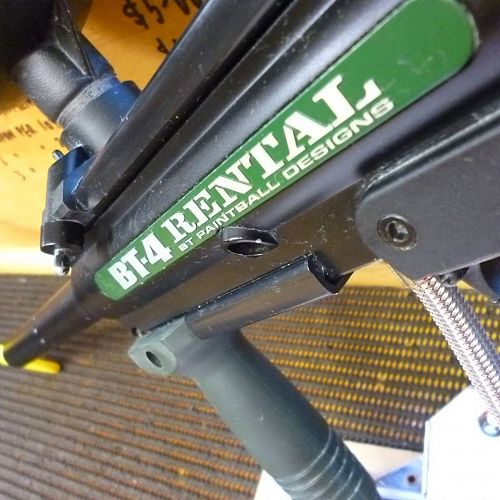 BT-4 RENTAL
BT PAINTBALL DESIGNS